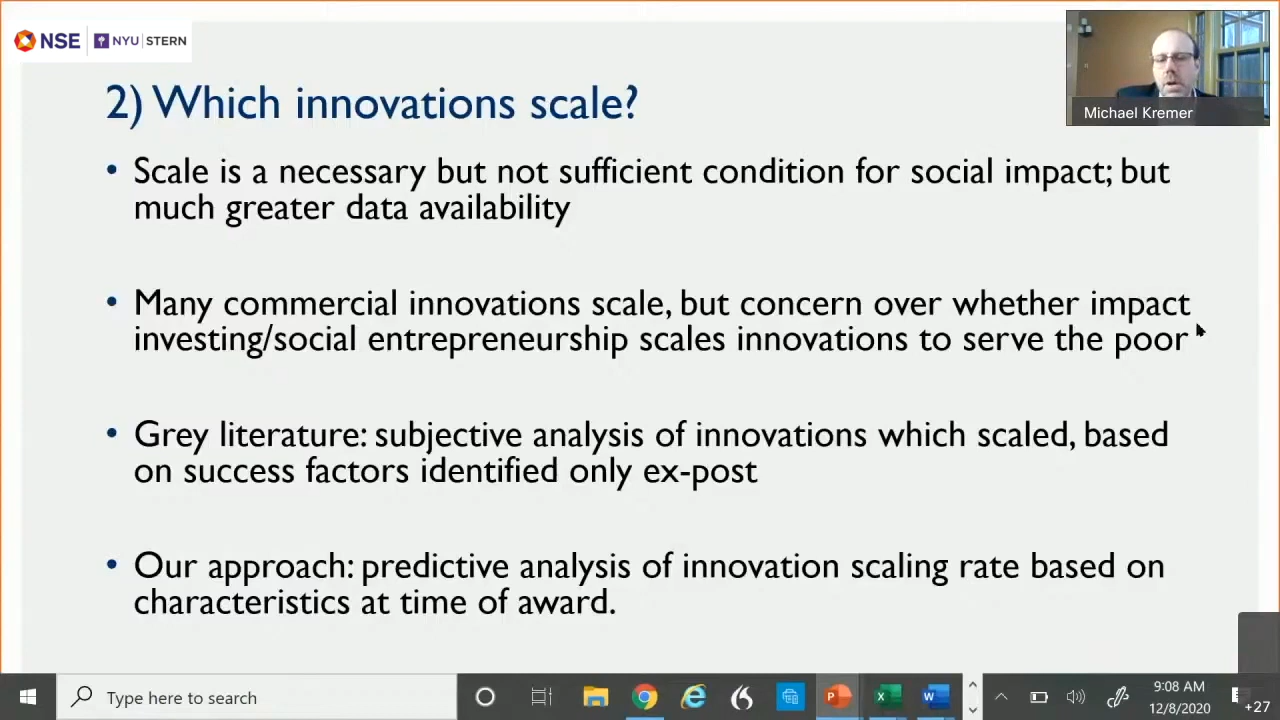 NSE NYU STERN
Michael Kremer
2) Which innovations scale?
• Scale is a necessary but not sufficient condition for social impact; but
much greater data availability
• Many commercial innovations scale, but concern over whether impact
investing/social entrepreneurship scales innovations to serve the poor
• Grey literature: subjective analysis of innovations which scaled, based
on success factors identified only ex-post
• Our approach: predictive analysis of innovation scaling rate based on
characteristics at time of award.
Type here to search
9:08 AM
12/8/2020
+27